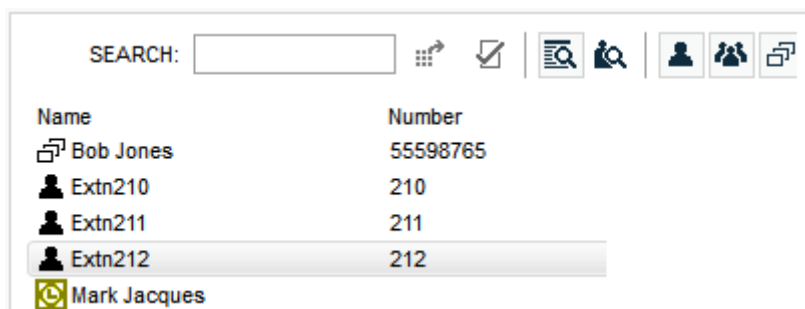 SEARCH:
Name Number
Bob Jones 55598765
Extn210 210
Extn211 211
Extn212 212
Mark Jacques